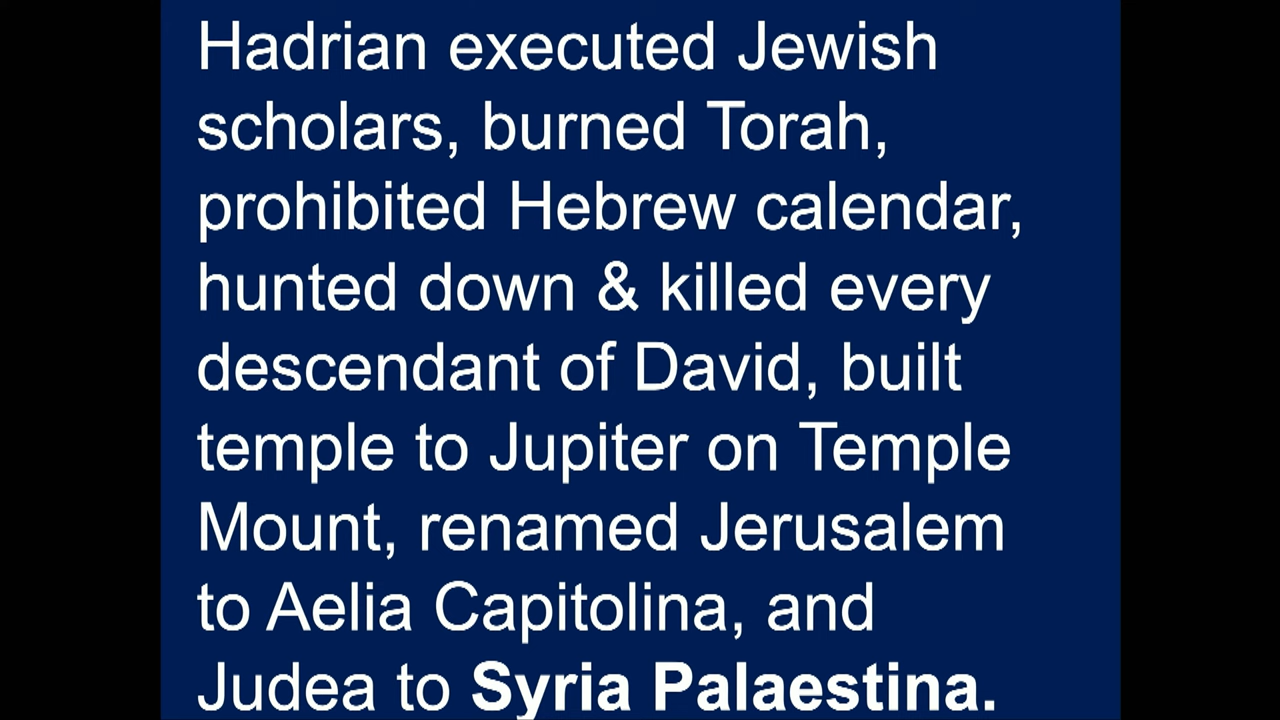 Hadrian executed Jewish
scholars, burned Torah,
prohibited Hebrew calendar,
hunted down & killed every
descendant of David, built
temple to Jupiter on Temple
Mount, renamed Jerusalem
to Aelia Capitolina, and
Judea to Syria Palaestina.